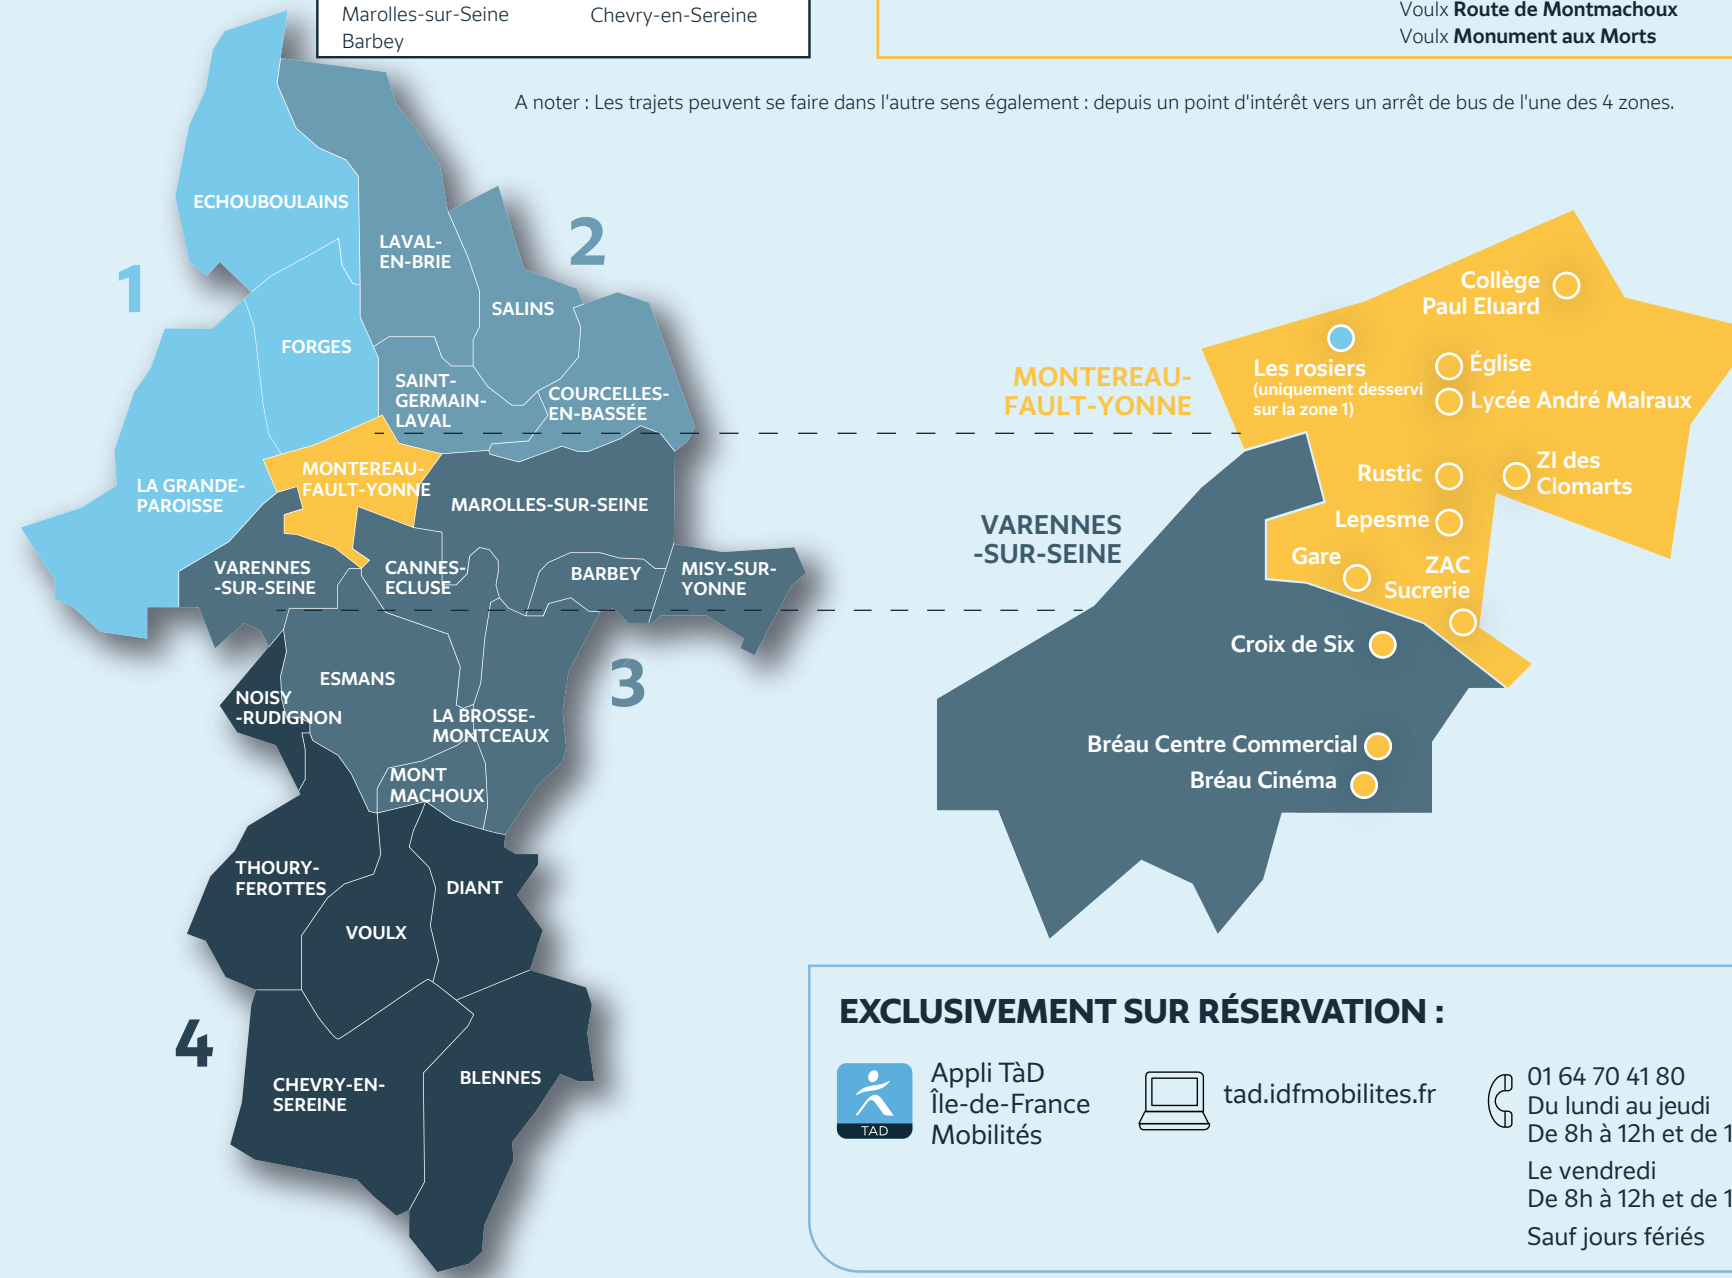 Marolles-sur-Seine
Barbey
Chevry-en-Sereine
Voulx Route de Montmachoux
Voulx Monument aux Morts
A noter : Les trajets peuvent se faire dans l'autre sens également : depuis un point d'intérêt vers un arrêt de bus de l'une des 4 zones.
1
2
3
4
ECHOUBOULAINS
LAVAL-
EN-BRIE
SALINS
FORGES
SAINT-
GERMAIN-
LAVAL
COURCELLES-
EN-BASSÉE
LA GRANDE-
PAROISSE
MONTEREAU-
FAULT-YONNE
MAROLLES-SUR-SEINE
VARENNES
-SUR-SEINE
CANNES-
ECLUSE
BARBEY
MISY-SUR-
YONNE
ESMANS
NOISY
-RUDIGNON
LA BROSSE-
MONTCEAUX
MONT
MACHOUX
THOURY-
FEROTTES
DIANT
VOULX
CHEVRY-EN-
SEREINE
BLENNES
MONTEREAU-
FAULT-YONNE
VARENNES
-SUR-SEINE
Collège
Paul Eluard
Les rosiers
(uniquement desservi
sur la zone 1)
Église
Lycée André Malraux
Rustic
ZI des
Clomarts
Lepesme
Gare
ZAC
Sucrerie
Croix de Six
Bréau Centre Commercial
Bréau Cinéma
EXCLUSIVEMENT SUR RÉSERVATION :
TAD
Appli TàD
Île-de-France
Mobilités
tad.idfmobilites.fr
01 64 70 41 80
Du lundi au jeudi
De 8h à 12h et de 1
Le vendredi
De 8h à 12h et de 1
Sauf jours fériés